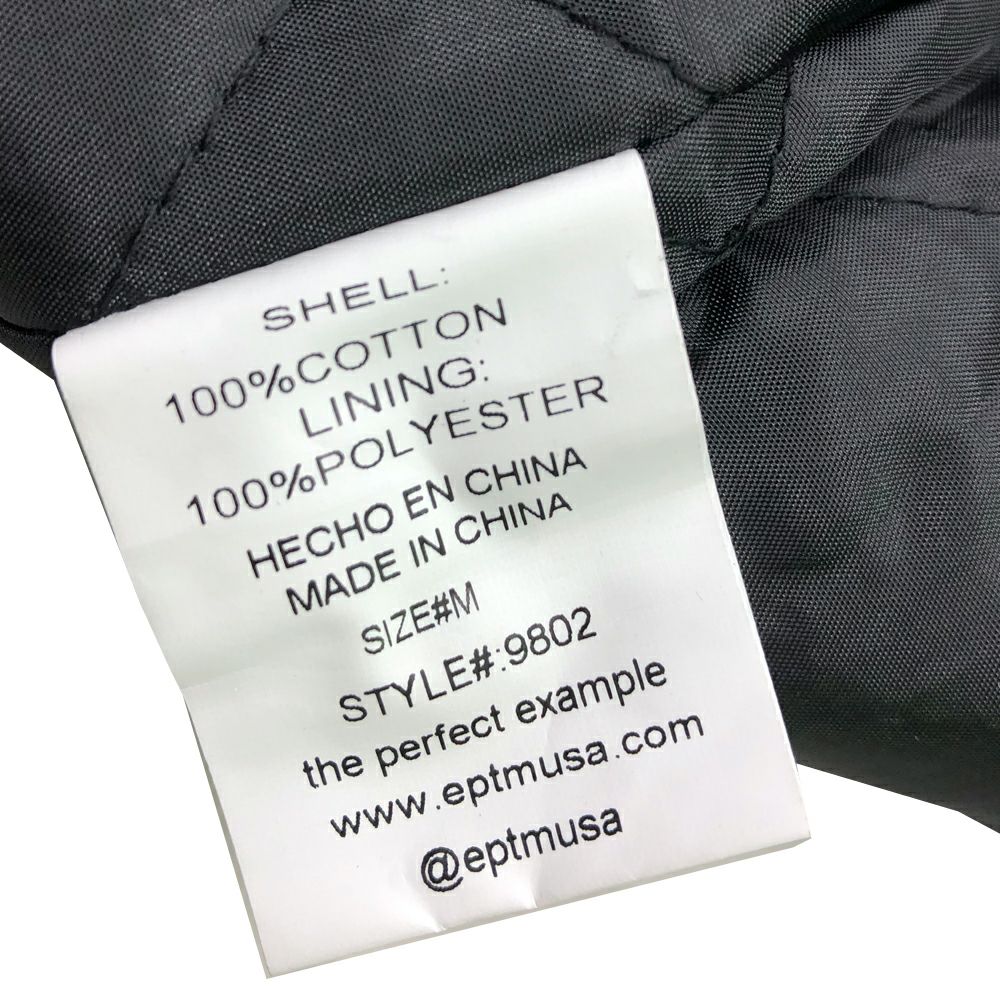 SHELL:
100%COTTON
LINING:
100%POLYESTER
HECHO EN CHINA
MADE IN CHINA
SIZE#M
STYLE#:9802
the perfect example
www.eptmusa.com
@eptmusa